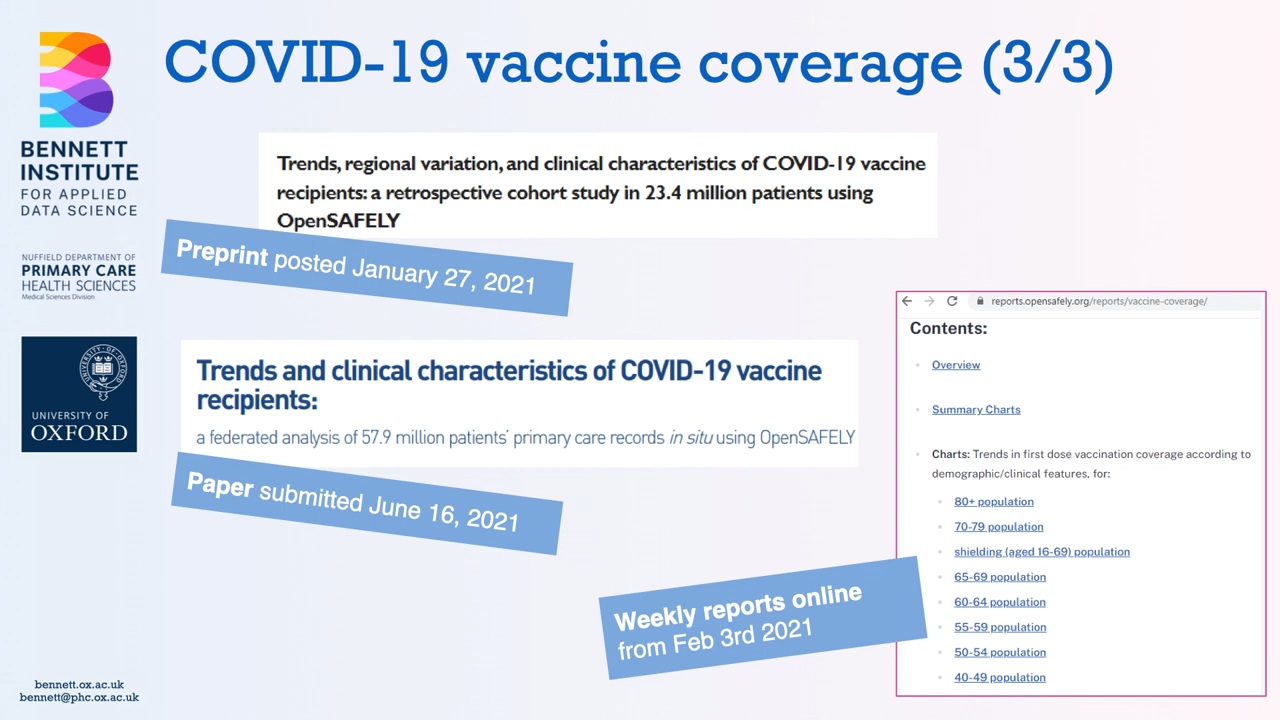 COVID-19 vaccine coverage (3/3)
BENNETT
INSTITUTE
FOR APPLIED
DATA SCIENCE
NUFFIELD DEPARTMENT OF
PRIMARY CARE
HEALTH SCIENCES
Medical Sciences Division
UNIVERSITY OF
OXFORD
Trends, regional variation, and clinical characteristics of COVID-19 vaccine
recipients: a retrospective cohort study in 23.4 million patients using
OpenSAFELY
Preprint posted January 27, 2021
Trends and clinical characteristics of COVID-19 vaccine
recipients:
a federated analysis of 57.9 million patients' primary care records in situ using OpenSAFELY
Paper submitted June 16, 2021
Weekly reports online
from Feb 3rd 2021
reports.opensafely.org/reports/vaccine-coverage/
Contents:
Overview
Summary Charts
Charts: Trends in first dose vaccination coverage according to
demographic/clinical features, for:
80+ population
70-79 population
shielding (aged 16-69) population
65-69 population
60-64 population
55-59 population
50-54 population
40-49 population
bennett.ox.ac.uk
bennett@phc.ox.ac.uk